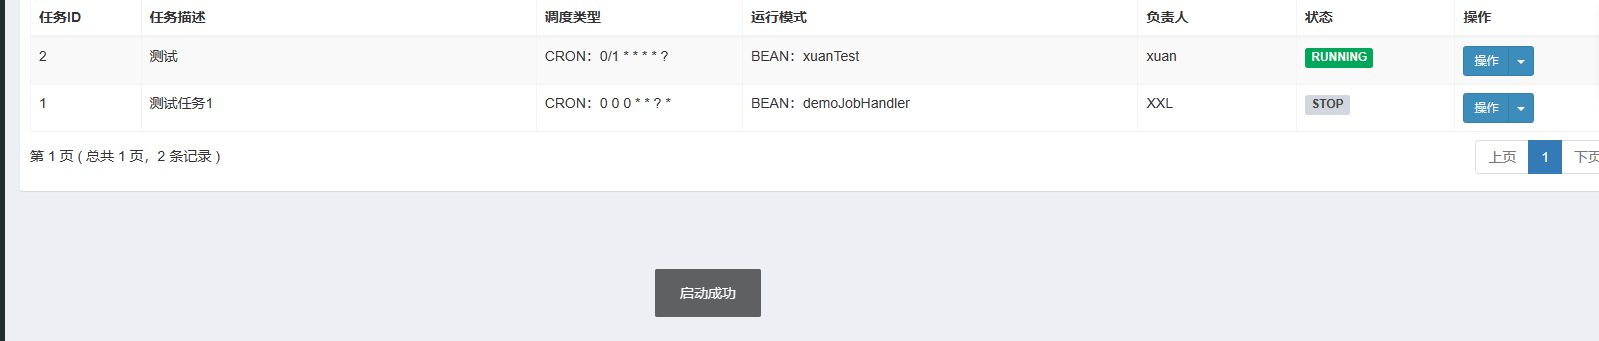 任务ID 任务描述 调度类型 运行模式 负责人 状态 操作
2 测试 CRON：0/1 * * * * ? BEAN：xuanTest xuan RUNNING 操作
1 测试任务1 CRON：0 0 0 * * ? * BEAN：demoJobHandler XXL STOP 操作
第 1 页 ( 总共 1 页，2 条记录 ) 上页 1 下页
启动成功